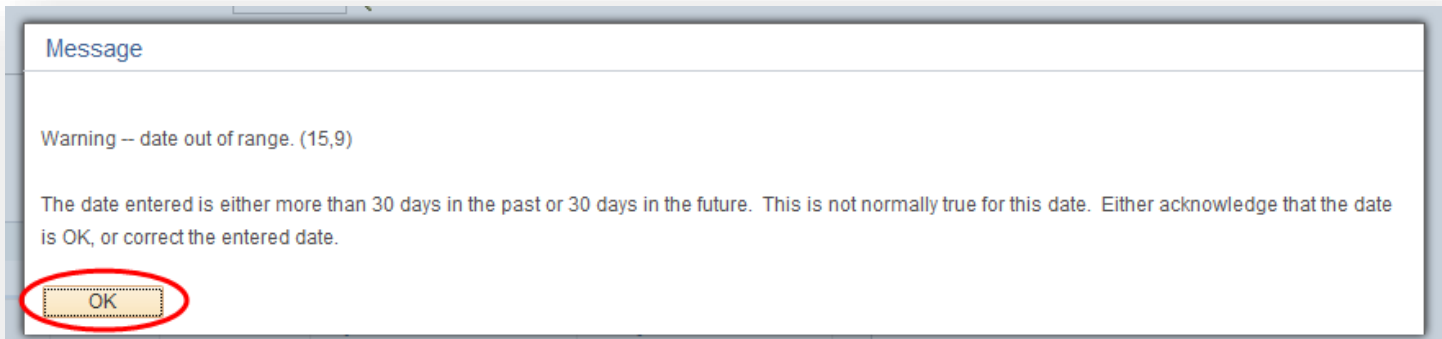 Message
Warning -- date out of range. (15,9)
The date entered is either more than 30 days in the past or 30 days in the future.  This is not normally true for this date.  Either acknowledge that the date
is OK, or correct the entered date.
OK